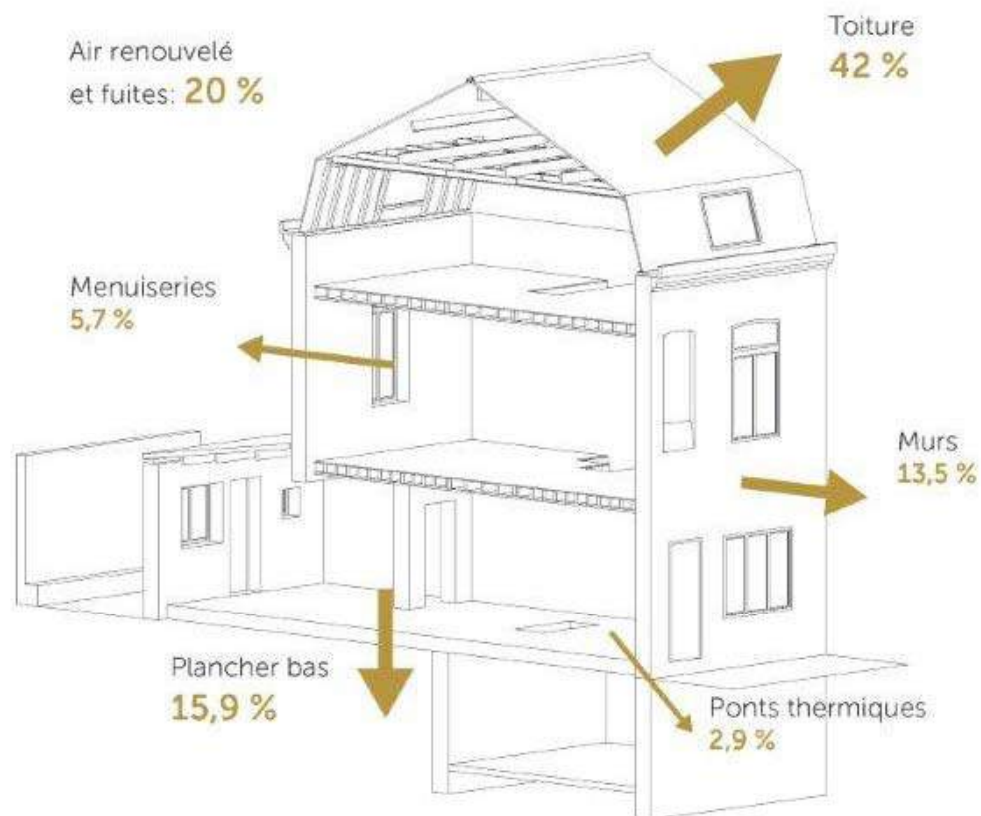 Air renouvelé
et fuites: 20 %
Toiture
42 %
Menuiseries
5,7 %
Murs
13,5 %
Plancher bas
15,9 %
Ponts thermiques
2,9 %